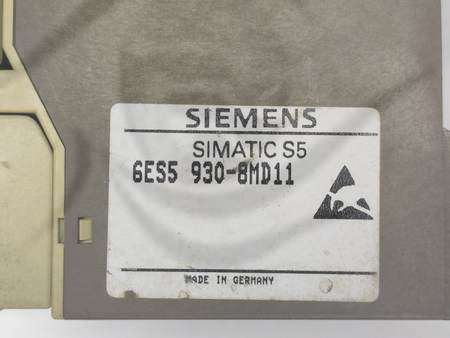 SIEMENS
SIMATIC S5
6ES5 930-8MD11
MADE IN GERMANY